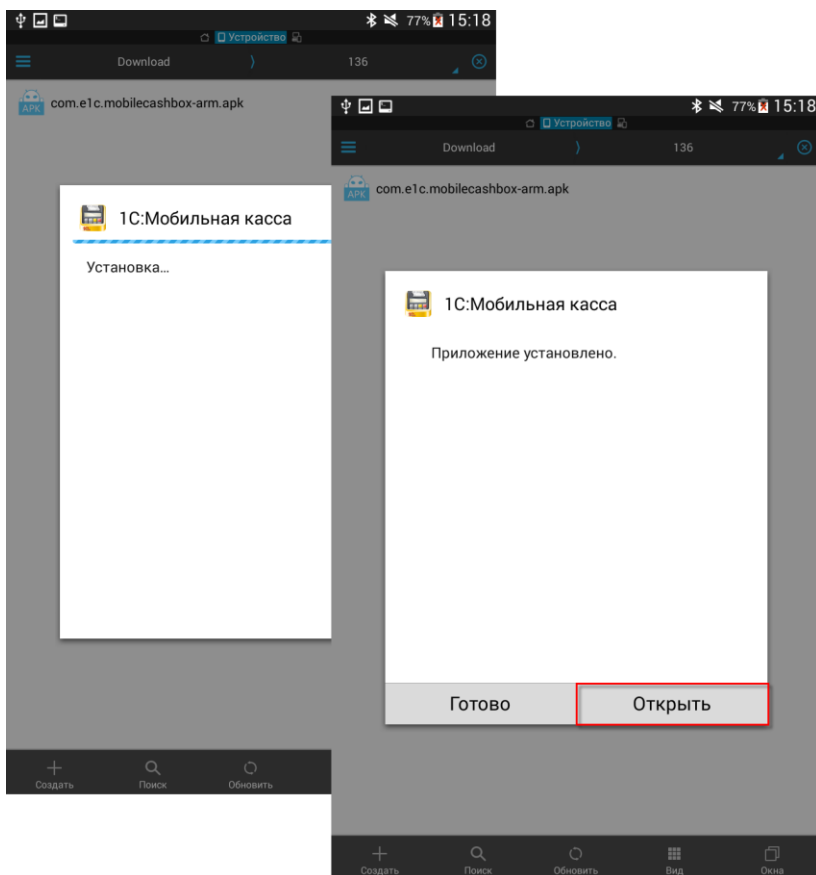 77% 15:18
Устройство
Download 136
APK com.e1c.mobilecashbox-arm.apk
1С:Мобильная касса
Установка...
Создать Поиск Обновить
77% 15:18
Устройство
Download 136
APK com.e1c.mobilecashbox-arm.apk
1С:Мобильная касса
Приложение установлено.
Готово Открыть
Создать Поиск Обновить Вид Окна